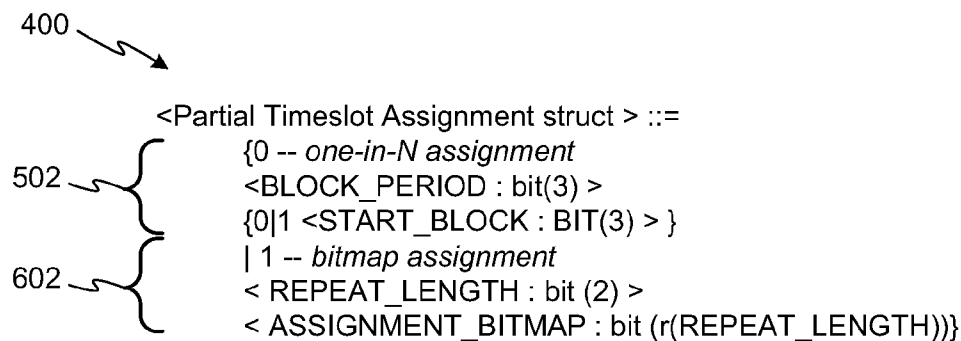 400
<Partial Timeslot Assignment struct > ::=
{0 -- one-in-N assignment
502
<BLOCK_PERIOD : bit(3) >
{0|1 <START_BLOCK : BIT(3) > }
| 1 -- bitmap assignment
602
< REPEAT_LENGTH : bit (2) >
< ASSIGNMENT_BITMAP : bit (r(REPEAT_LENGTH))}